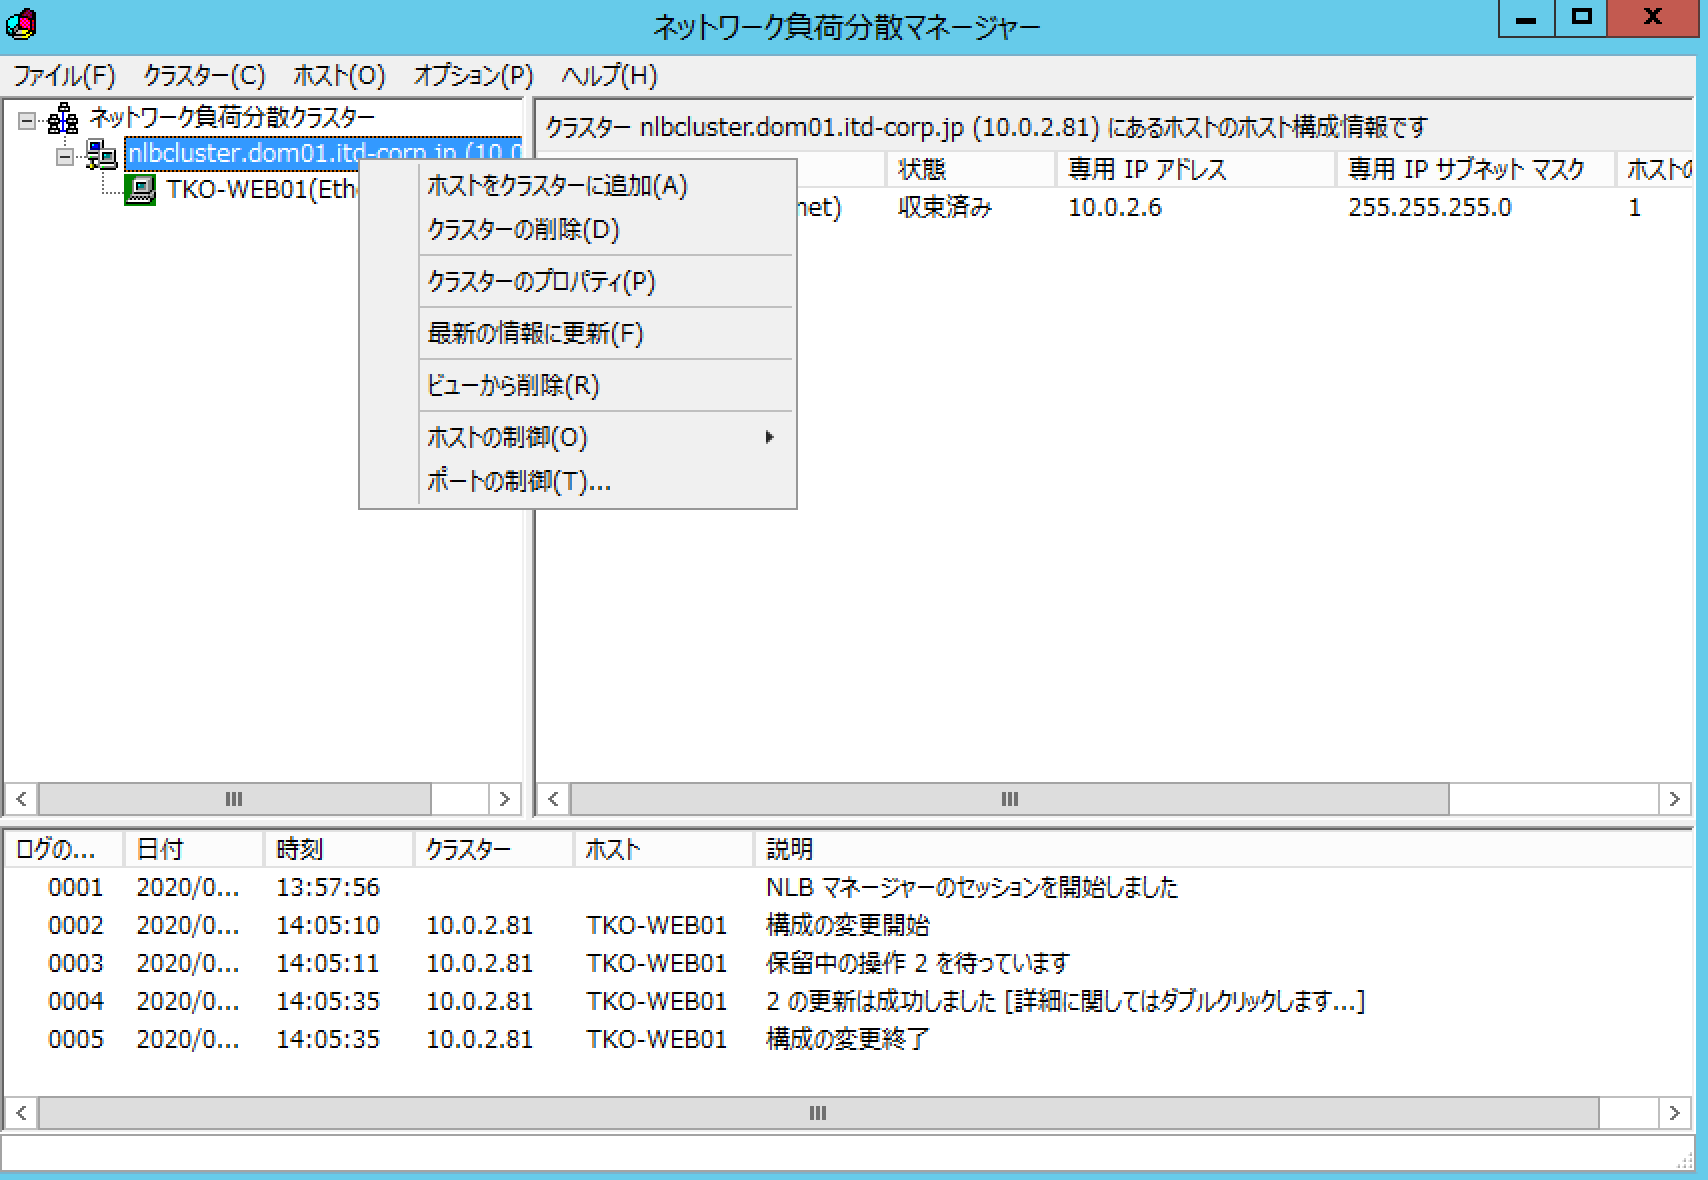 ネットワーク負荷分散マネージャー
ファイル(F) クラスター(C) ホスト(O) オプション(P) ヘルプ(H)
ネットワーク負荷分散クラスター
nlbcluster.dom01.itd-corp.jp (10.0
TKO-WEB01(Eth
ホストをクラスターに追加(A)
クラスターの削除(D)
クラスターのプロパティ(P)
最新の情報に更新(F)
ビューから削除(R)
ホストの制御(O)
ポートの制御(T)...
クラスター nlbcluster.dom01.itd-corp.jp (10.0.2.81) にあるホストのホスト構成情報です
状態 専用 IP アドレス 専用 IP サブネット マスク ホストの
net) 収束済み 10.0.2.6 255.255.255.0 1
ログの... 日付 時刻 クラスター ホスト 説明
0001 2020/0... 13:57:56 NLB マネージャーのセッションを開始しました
0002 2020/0... 14:05:10 10.0.2.81 TKO-WEB01 構成の変更開始
0003 2020/0... 14:05:11 10.0.2.81 TKO-WEB01 保留中の操作 2 を待っています
0004 2020/0... 14:05:35 10.0.2.81 TKO-WEB01 2 の更新は成功しました [詳細に関してはダブルクリックします...]
0005 2020/0... 14:05:35 10.0.2.81 TKO-WEB01 構成の変更終了